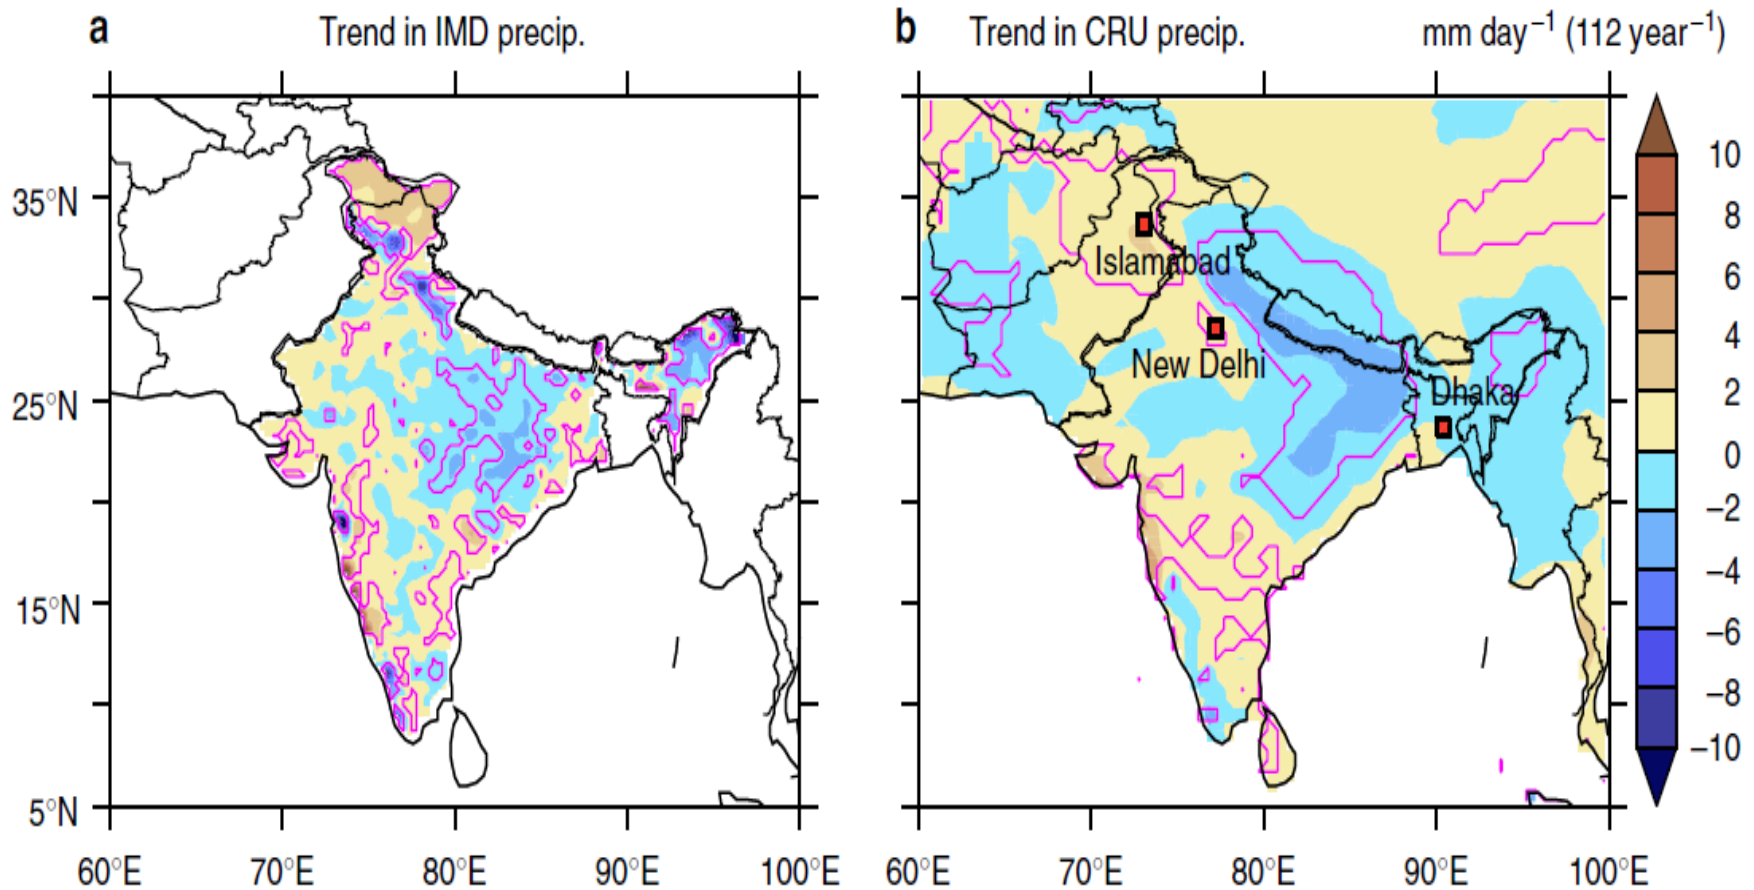 a Trend in IMD precip.
b Trend in CRU precip. mm day⁻¹ (112 year⁻¹)
35°N
25°N
15°N
5°N
60°E 70°E 80°E 90°E 100°E
Islamabad
New Delhi
Dhaka
60°E 70°E 80°E 90°E 100°E
10
8
6
4
2
0
−2
−4
−6
−8
−10